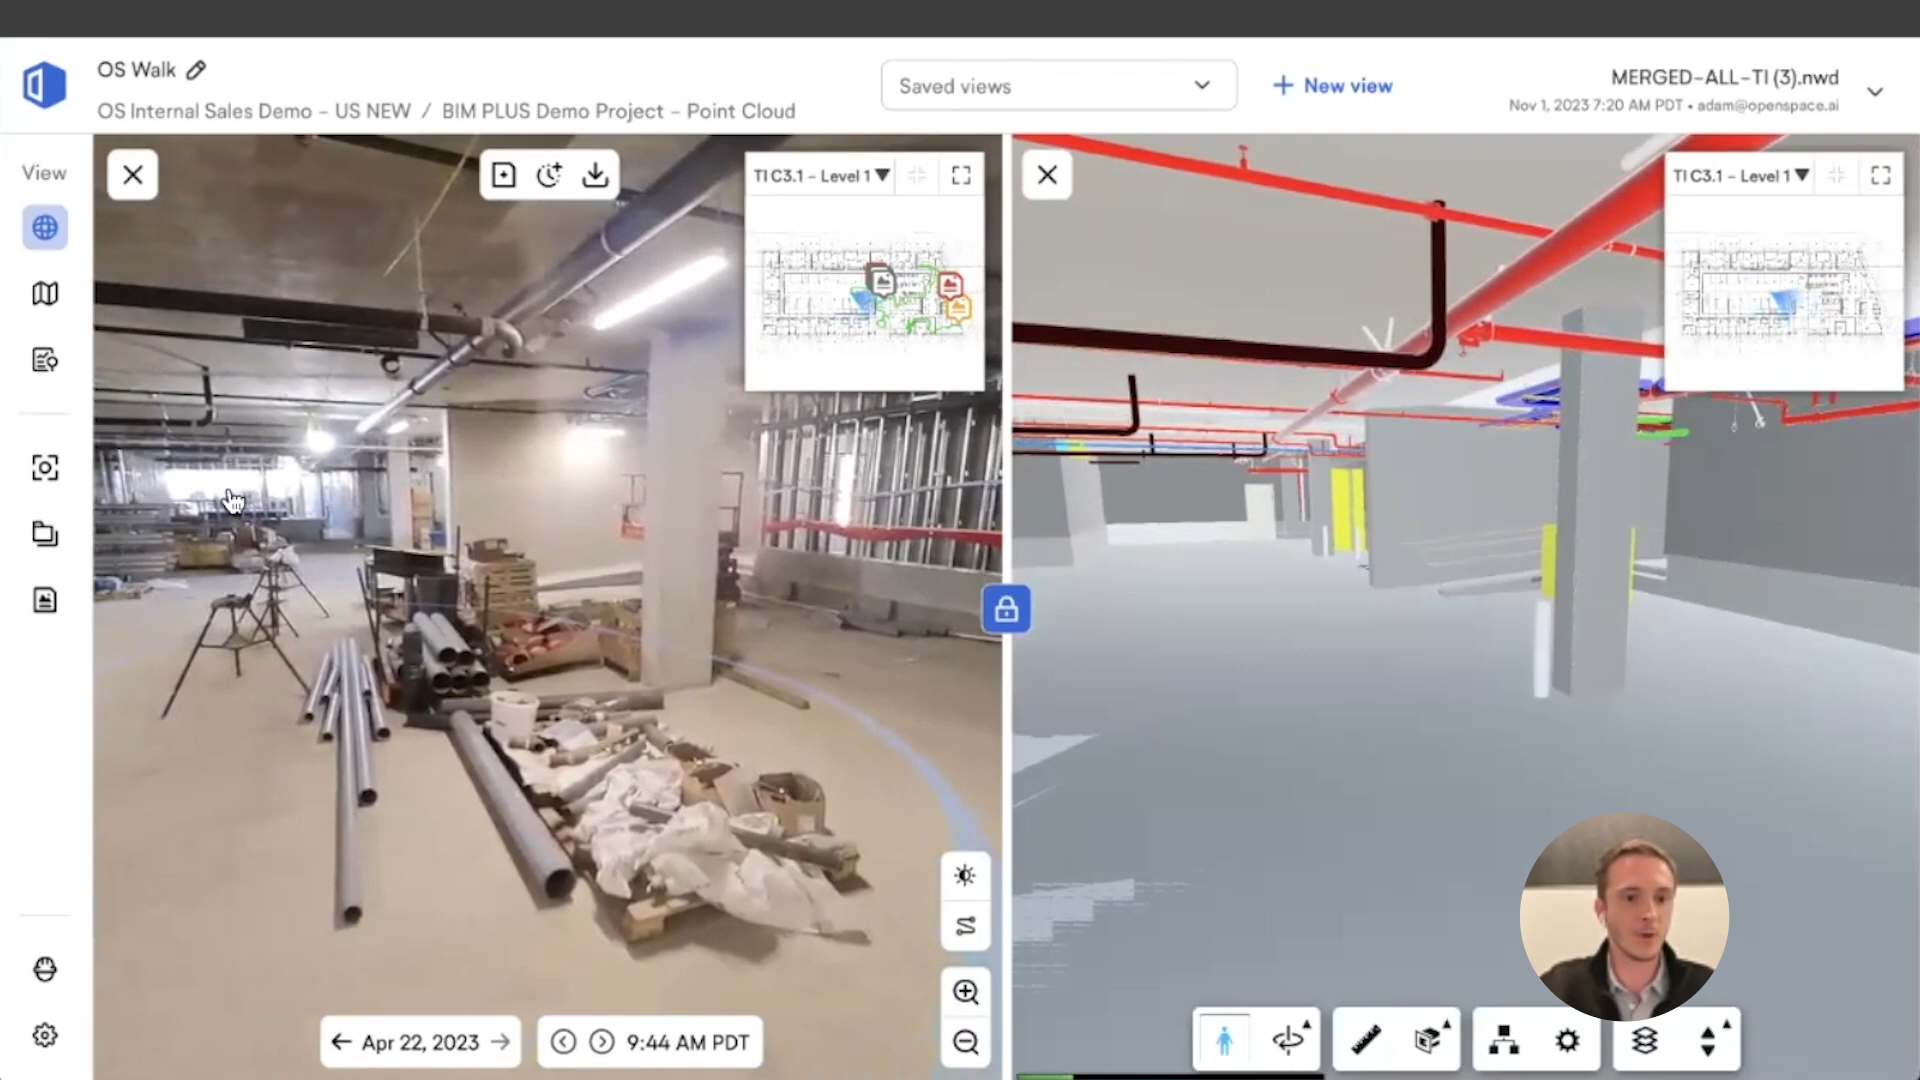 OS Walk
OS Internal Sales Demo – US NEW / BIM PLUS Demo Project – Point Cloud
Saved views
+ New view
MERGED-ALL-TI (3).nwd
Nov 1, 2023 7:20 AM PDT • adam@openspace.ai
View
TI C3.1 – Level 1
TI C3.1 – Level 1
Apr 22, 2023
9:44 AM PDT